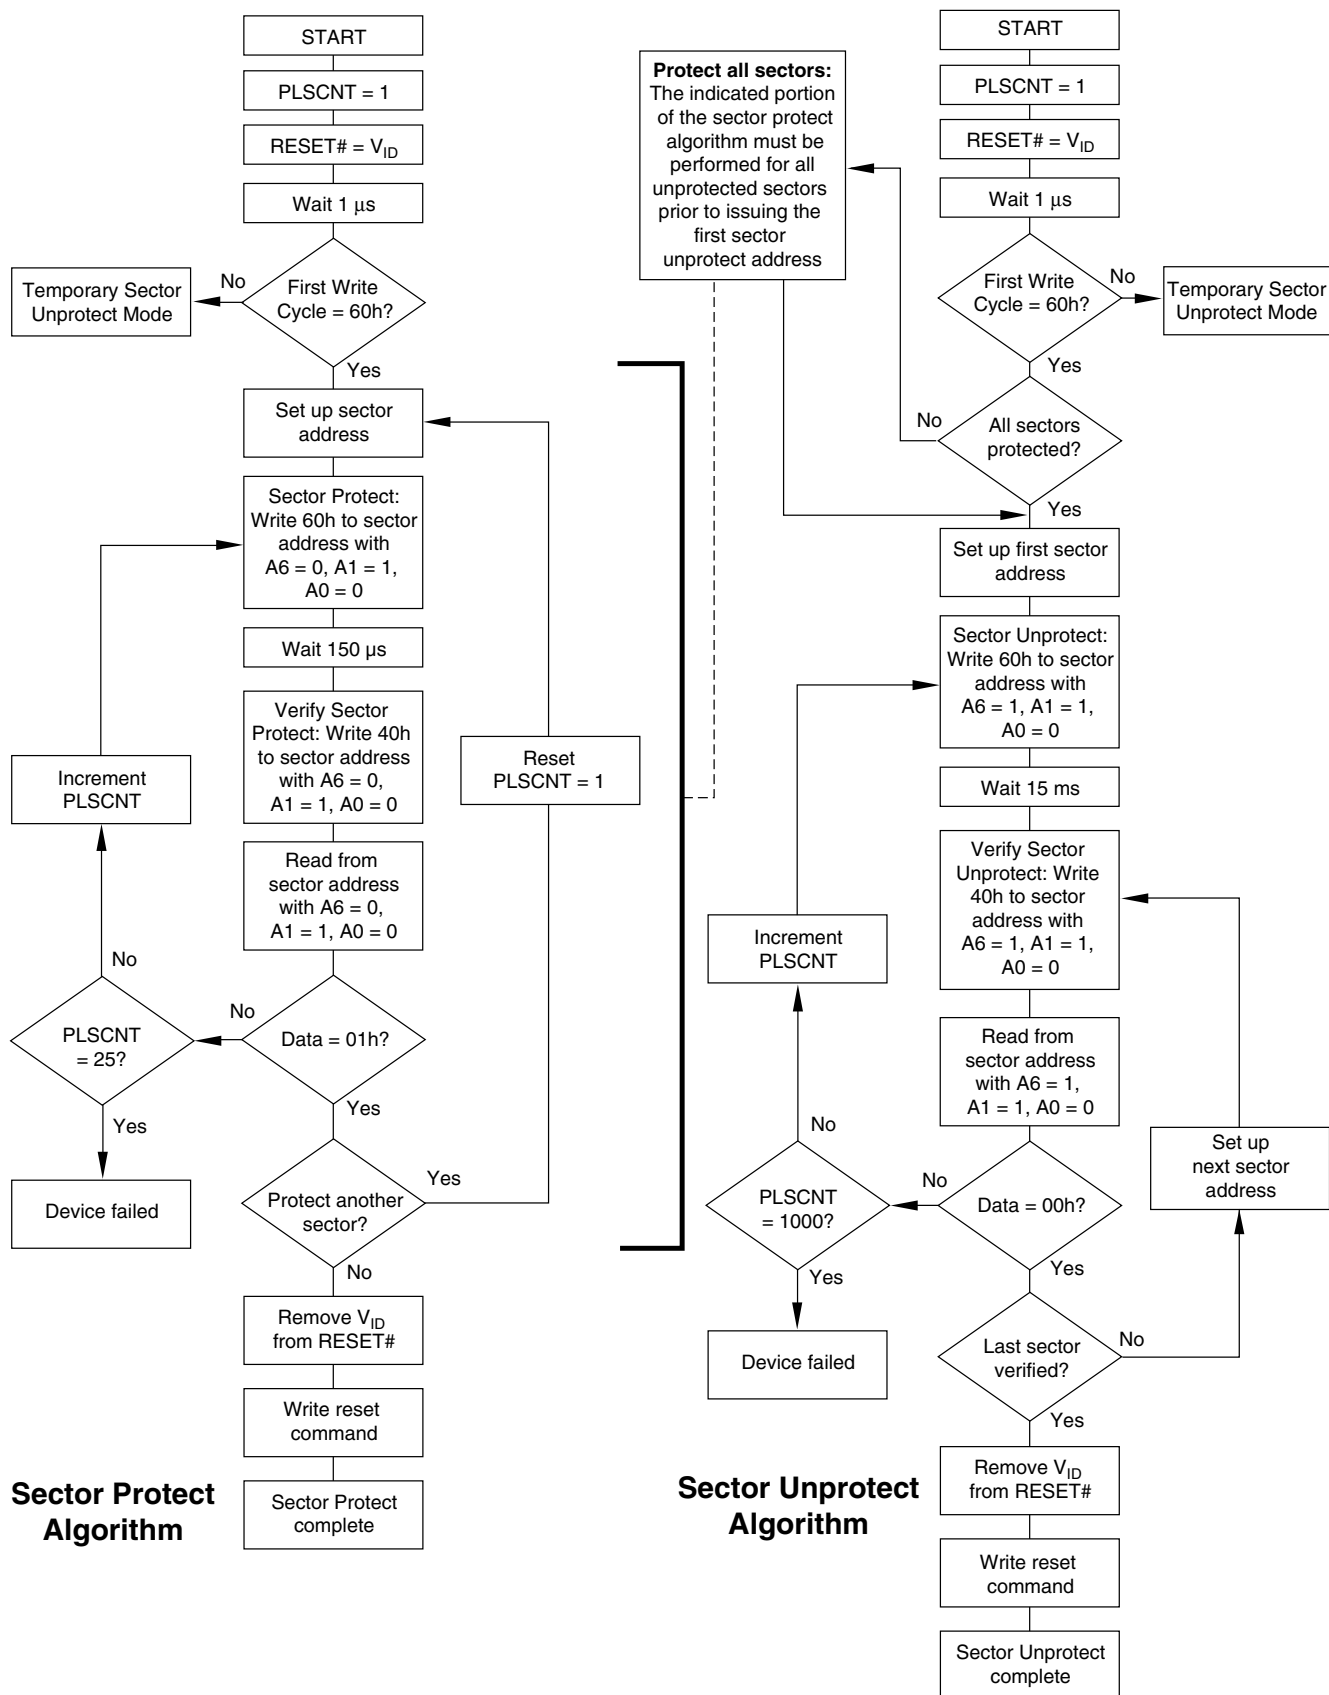 START
PLSCNT = 1
RESET# = VID
Wait 1 μs
First Write
Cycle = 60h?
No
Temporary Sector
Unprotect Mode
Yes
Set up sector
address
Sector Protect:
Write 60h to sector
address with
A6 = 0, A1 = 1,
A0 = 0
Wait 150 µs
Verify Sector
Protect: Write 40h
to sector address
with A6 = 0,
A1 = 1, A0 = 0
Reset
PLSCNT = 1
Increment
PLSCNT
Read from
sector address
with A6 = 0,
A1 = 1, A0 = 0
No
No
PLSCNT
= 25?
Data = 01h?
Yes
Yes
Device failed
Protect another
sector?
Yes
No
Remove VID
from RESET#
Write reset
command
Sector Protect
complete
Sector Protect
Algorithm
Protect all sectors:
The indicated portion
of the sector protect
algorithm must be
performed for all
unprotected sectors
prior to issuing the
first sector
unprotect address
START
PLSCNT = 1
RESET# = VID
Wait 1 μs
First Write
Cycle = 60h?
No
Temporary Sector
Unprotect Mode
Yes
No
All sectors
protected?
Yes
Set up first sector
address
Sector Unprotect:
Write 60h to sector
address with
A6 = 1, A1 = 1,
A0 = 0
Wait 15 ms
Verify Sector
Unprotect: Write
40h to sector
address with
A6 = 1, A1 = 1,
A0 = 0
Increment
PLSCNT
Read from
sector address
with A6 = 1,
A1 = 1, A0 = 0
No
No
Set up
next sector
address
PLSCNT
= 1000?
Data = 00h?
Yes
Yes
Device failed
Last sector
verified?
No
Yes
Remove VID
from RESET#
Write reset
command
Sector Unprotect
complete
Sector Unprotect
Algorithm